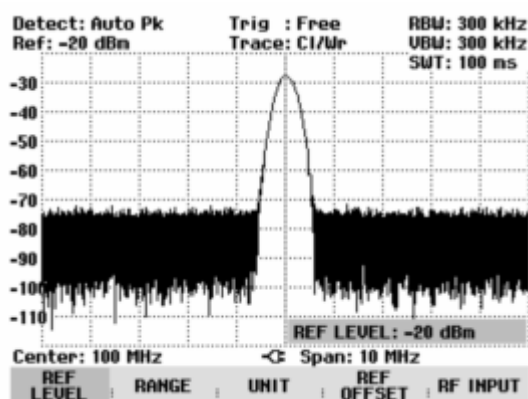 Detect: Auto Pk Trig : Free RBW: 300 kHz
Ref: -20 dBm Trace: Cl/Wr VBW: 300 kHz
SWT: 100 ms
-30
-40
-50
-60
-70
-80
-90
-100
-110
REF LEVEL: -20 dBm
Center: 100 MHz Span: 10 MHz
REF LEVEL RANGE UNIT REF OFFSET RF INPUT